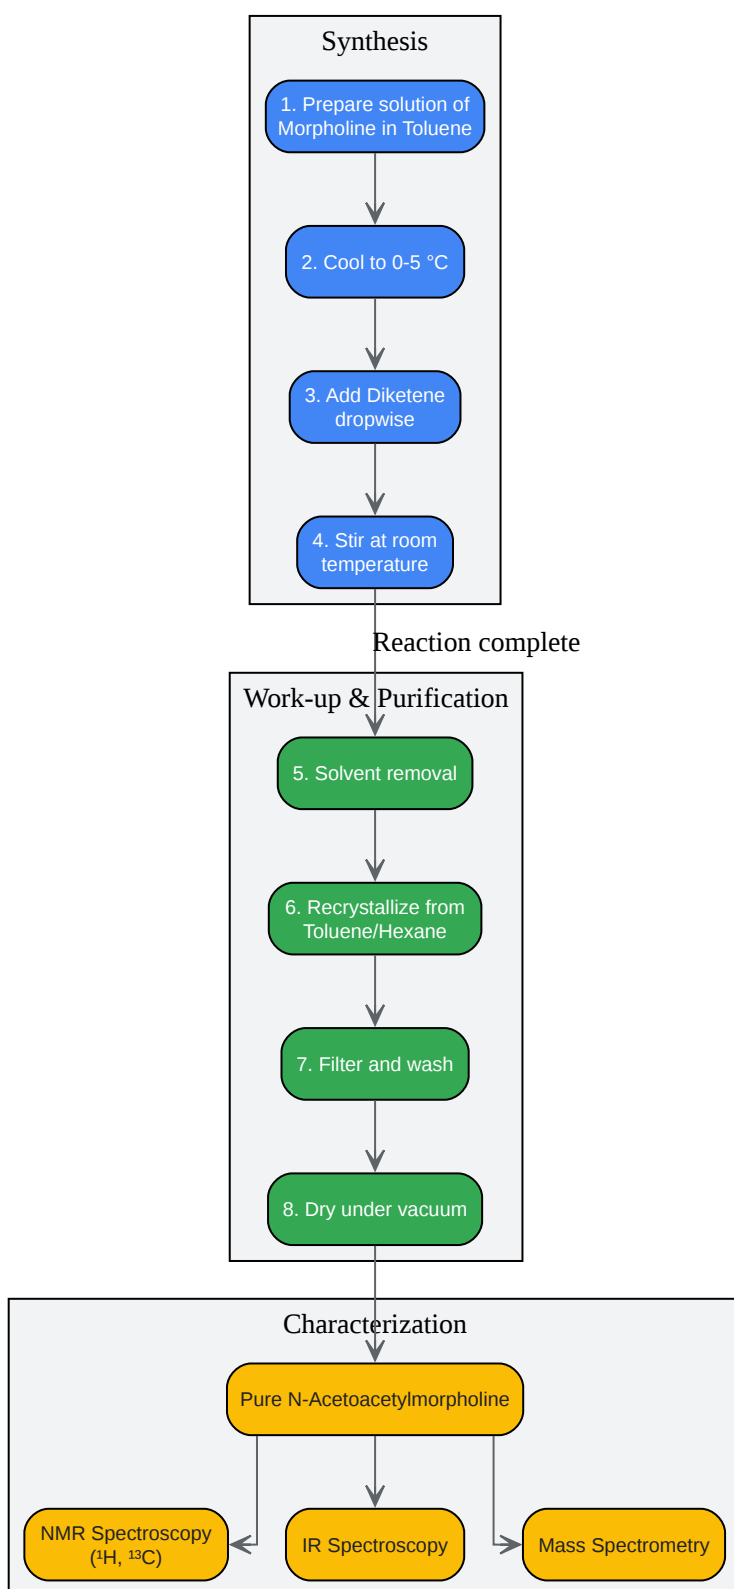 Synthesis
1. Prepare solution of
Morpholine in Toluene
2. Cool to 0-5 °C
3. Add Diketene
dropwise
4. Stir at room
temperature
Reaction complete
Work-up & Purification
5. Solvent removal
6. Recrystallize from
Toluene/Hexane
7. Filter and wash
8. Dry under vacuum
Characterization
Pure N-Acetoacetylmorpholine
NMR Spectroscopy
(¹H, ¹³C)
IR Spectroscopy
Mass Spectrometry